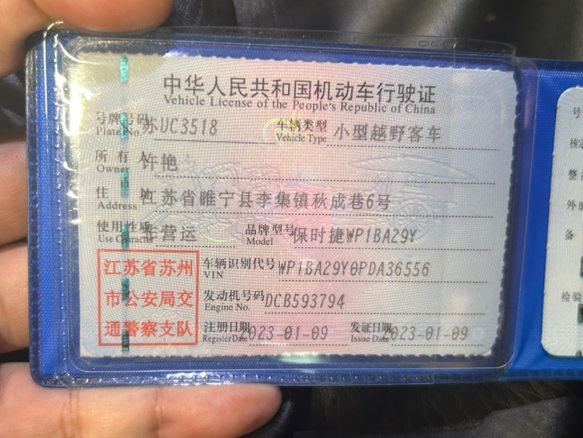 中华人民共和国机动车行驶证
Vehicle License of the People's Republic of China
号牌号码 苏UC3518 车辆类型 小型越野客车
Plate No. Vehicle Type
所有人 许艳
Owner
住址 江苏省睢宁县李集镇秋成巷6号
Address
使用性质 营运 品牌型号 保时捷WP1BA29Y
Use Character Model
江苏省苏州 车辆识别代号 WP1BA29Y0PDA36556
VIN
市公安局交 发动机号码 DCB593794
Engine No.
通警察支队 注册日期 023-01-09 发证日期 023-01-09
Register Date Issue Date